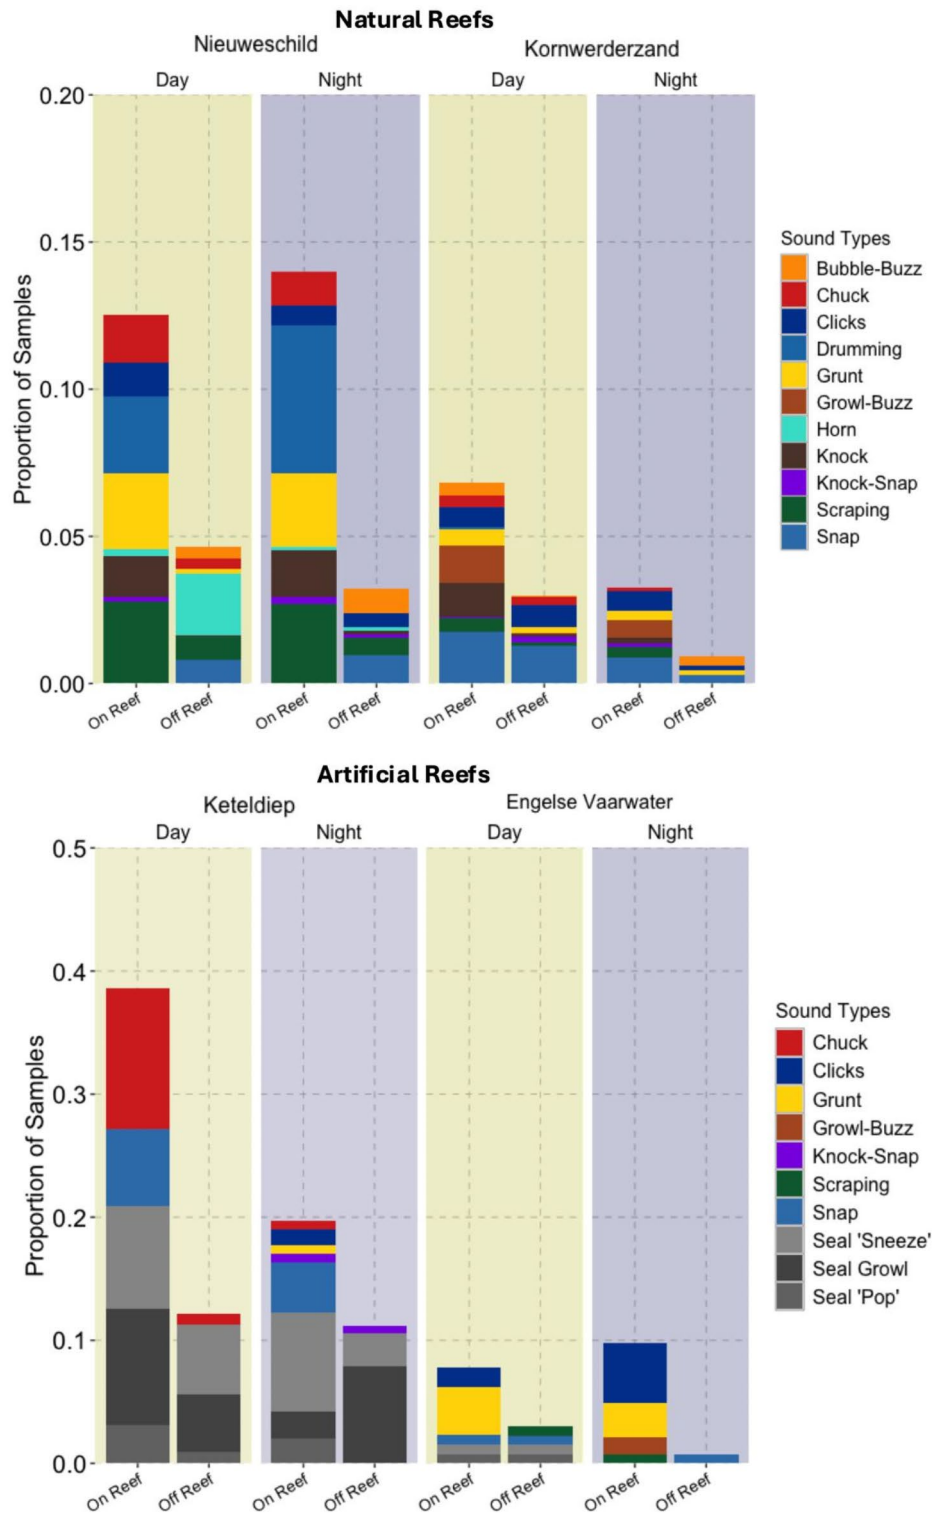 Natural Reefs
Nieuweschild Kornwerderzand
Day Night Day Night
Proportion of Samples
0.20
0.15
0.10
0.05
0.00
On Reef Off Reef On Reef Off Reef On Reef Off Reef On Reef Off Reef
Sound Types
Bubble-Buzz
Chuck
Clicks
Drumming
Grunt
Growl-Buzz
Horn
Knock
Knock-Snap
Scraping
Snap
Artificial Reefs
Keteldiep Engelse Vaarwater
Day Night Day Night
Proportion of Samples
0.5
0.4
0.3
0.2
0.1
0.0
On Reef Off Reef On Reef Off Reef On Reef Off Reef On Reef Off Reef
Sound Types
Chuck
Clicks
Grunt
Growl-Buzz
Knock-Snap
Scraping
Snap
Seal 'Sneeze'
Seal Growl
Seal 'Pop'